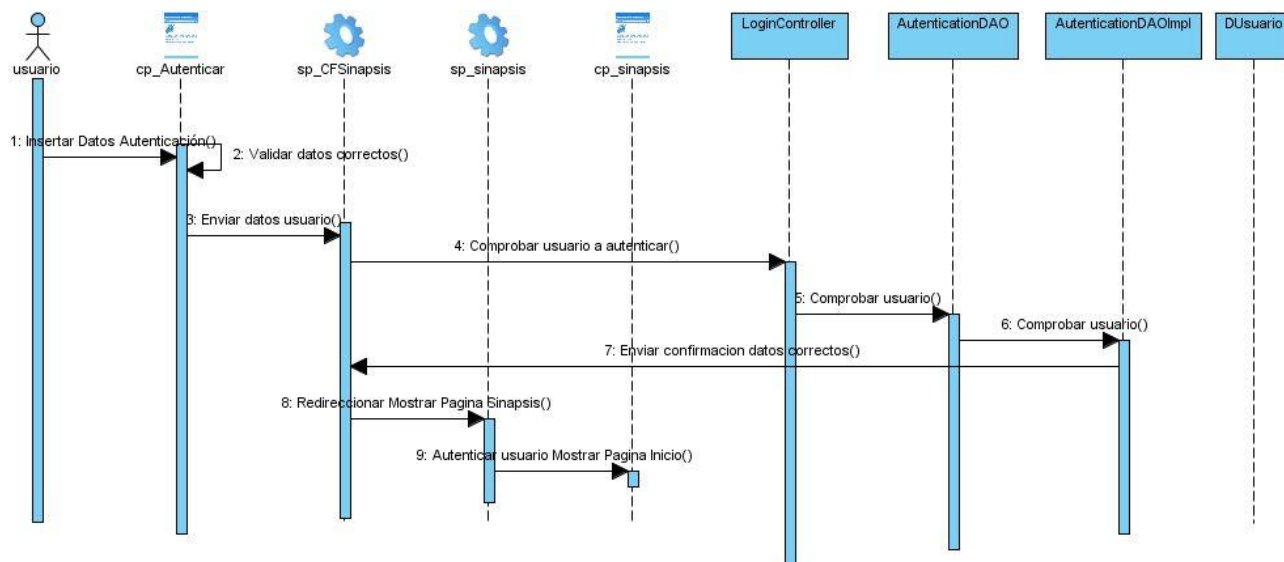 usuario
cp_Autenticar
sp_CFSinapsis
sp_sinapsis
cp_sinapsis
LoginController
AutenticationDAO
AutenticationDAOImpl
DUsuario
1: Insertar Datos Autenticación()
2: Validar datos correctos()
3: Enviar datos usuario()
4: Comprobar usuario a autenticar()
5: Comprobar usuario()
6: Comprobar usuario()
7: Enviar confirmacion datos correctos()
8: Redireccionar Mostrar Pagina Sinapsis()
9: Autenticar usuario Mostrar Pagina Inicio()